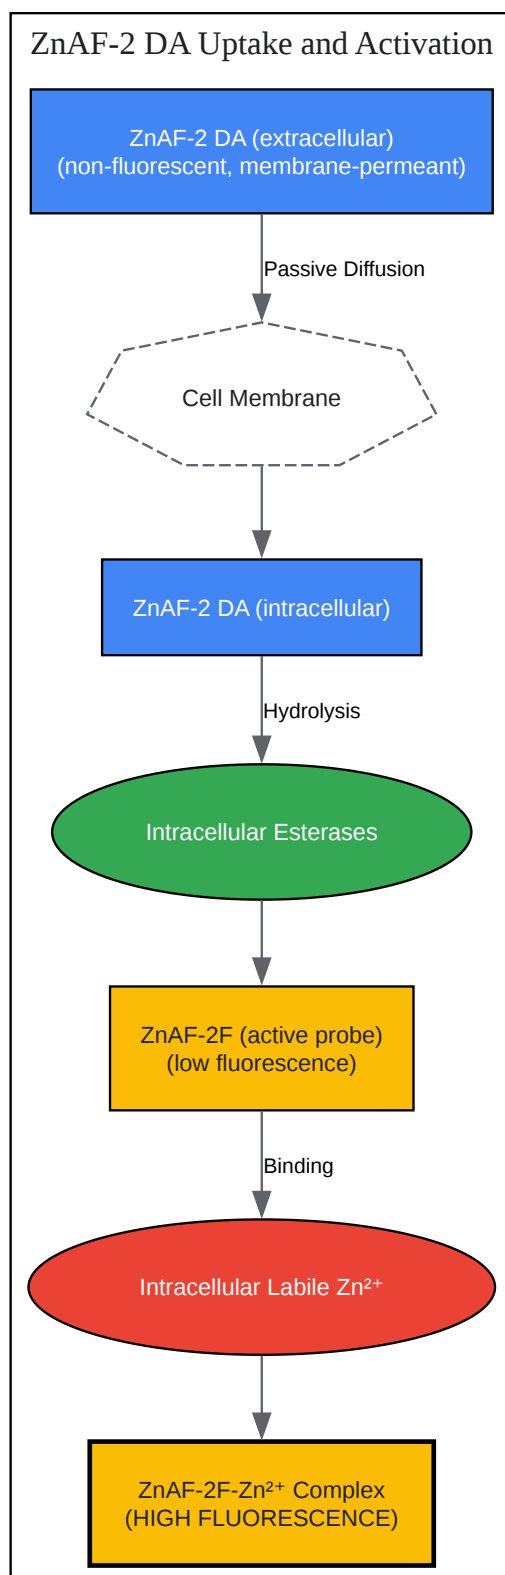 ZnAF-2 DA Uptake and Activation
ZnAF-2 DA (extracellular)
(non-fluorescent, membrane-permeant)
Passive Diffusion
Cell Membrane
ZnAF-2 DA (intracellular)
Hydrolysis
Intracellular Esterases
ZnAF-2F (active probe)
(low fluorescence)
Binding
Intracellular Labile Zn²⁺
ZnAF-2F-Zn²⁺ Complex
(HIGH FLUORESCENCE)